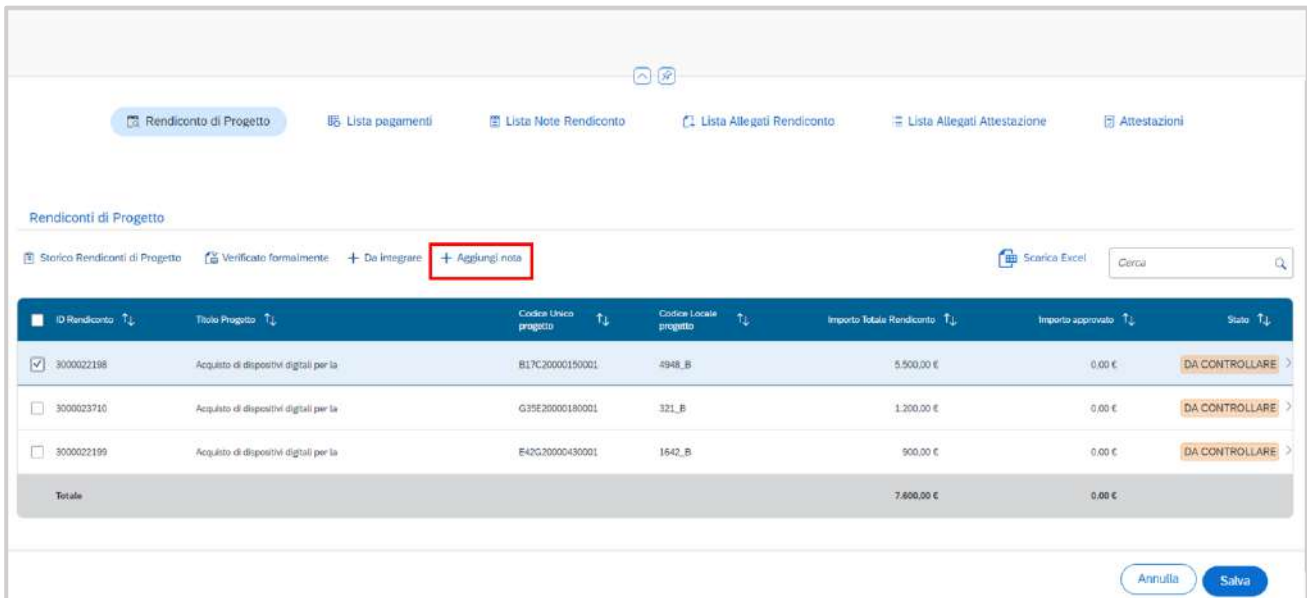 Rendiconto di Progetto Lista pagamenti Lista Note Rendiconto Lista Allegati Rendiconto Lista Allegati Attestazione Attestazioni
Rendiconti di Progetto
Storico Rendiconti di Progetto Verificato formalmente + Da integrare + Aggiungi nota Scarica Excel Cerca
ID Rendiconto Titolo Progetto Codice Unico progetto Codice Locale progetto Importo Totale Rendiconto Importo approvato Stato
3000022198 Acquisto di dispositivi digitali per la B17C20000150001 4948_B 5.500,00 € 0.00 € DA CONTROLLARE
3000023710 Acquisto di dispositivi digitali per la G35E20000180001 321_B 1.200,00 € 0.00 € DA CONTROLLARE
3000022199 Acquisto di dispositivi digitali per la E42G20000430001 1642_B 900,00 € 0.00 € DA CONTROLLARE
Totale 7.600,00 € 0.00 €
Annulla Salva